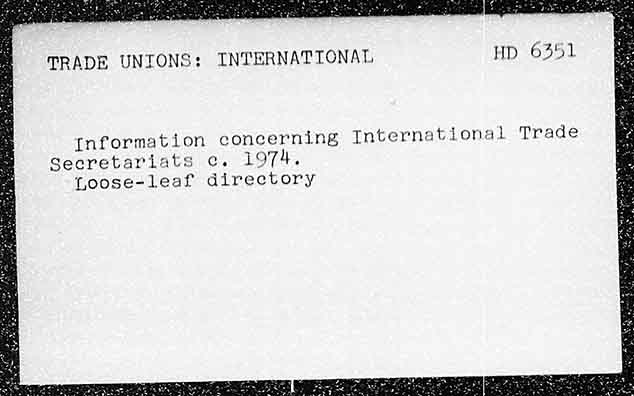 TRADE UNIONS: INTERNATIONAL HD 6351
Information concerning International Trade
Secretariats c. 1974.
Loose-leaf directory